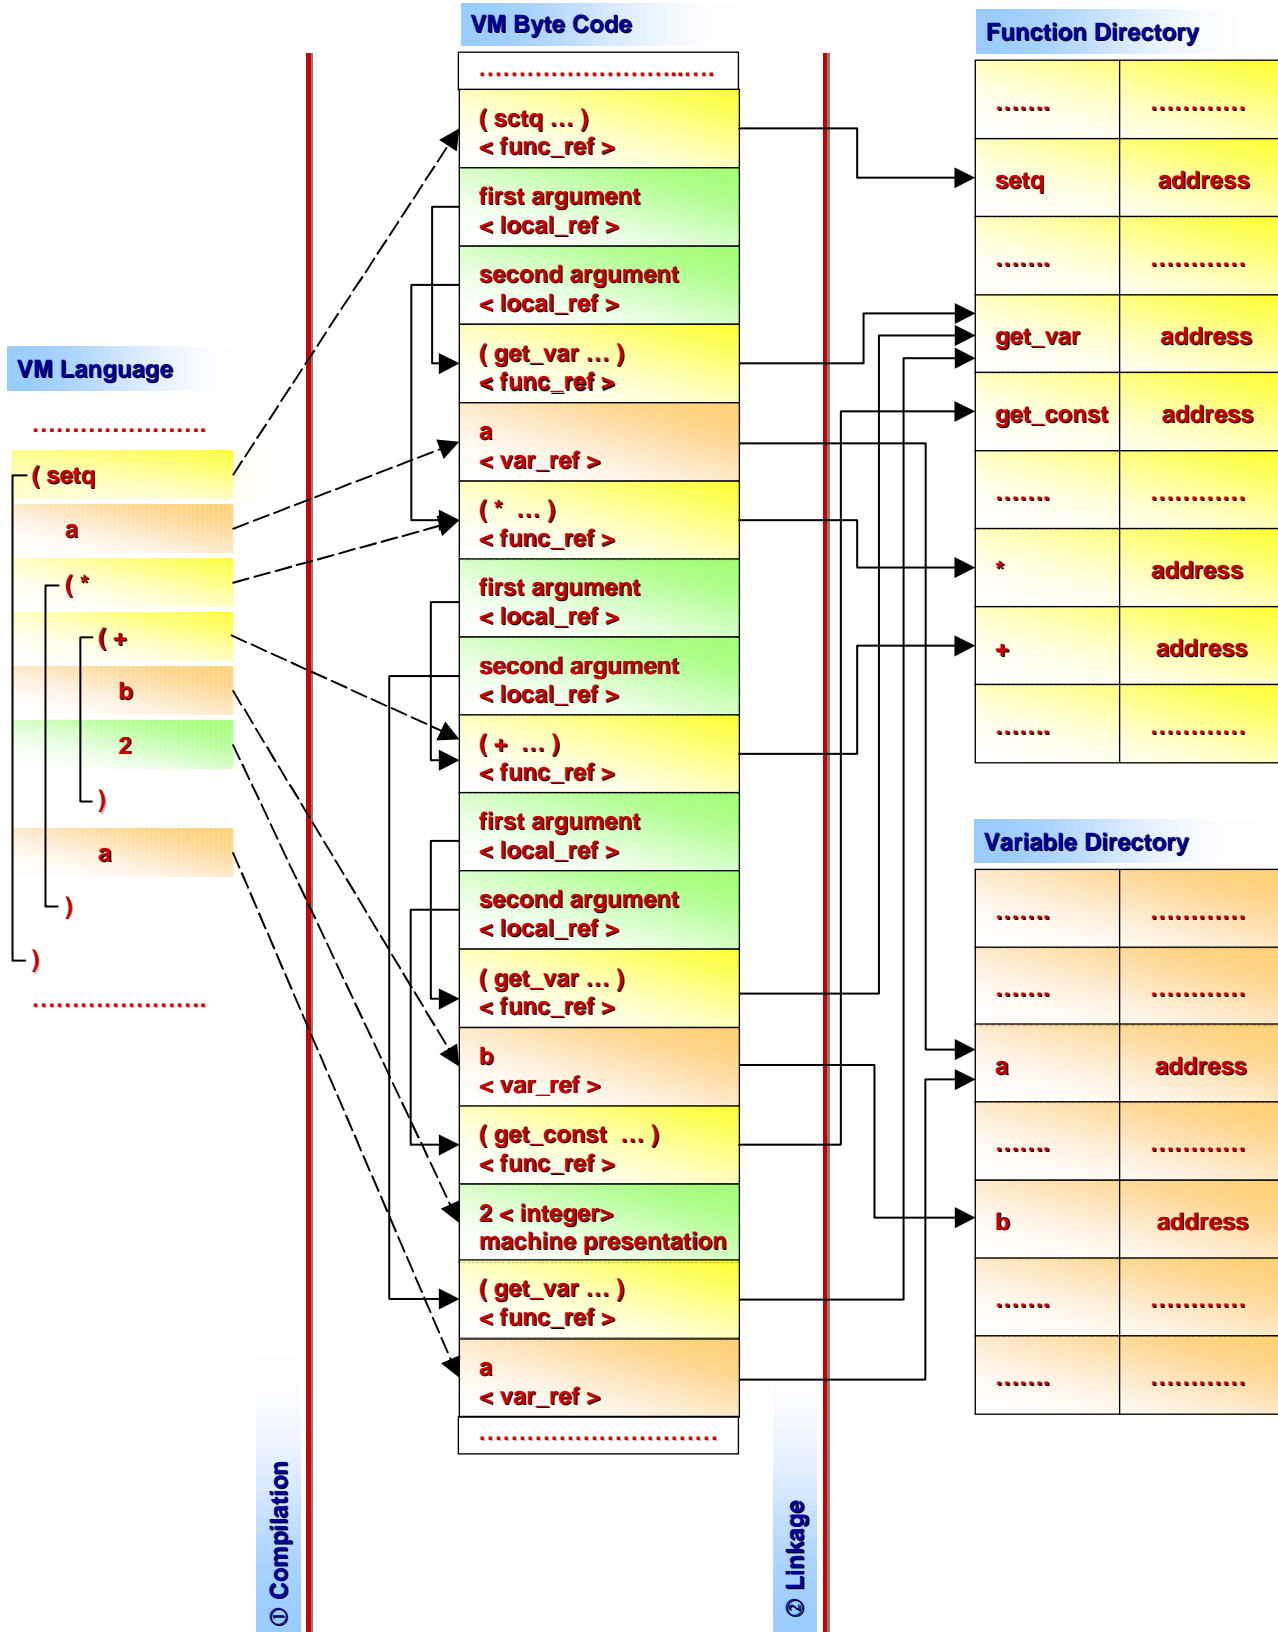 VM Language
......................
( setq
a
( *
( +
b
2
)
a
)
)
......................
① Compilation
VM Byte Code
..............................
( sctq ... )
< func_ref >
first argument
< local_ref >
second argument
< local_ref >
( get_var ... )
< func_ref >
a
< var_ref >
( * ... )
< func_ref >
first argument
< local_ref >
second argument
< local_ref >
( + ... )
< func_ref >
first argument
< local_ref >
second argument
< local_ref >
( get_var ... )
< func_ref >
b
< var_ref >
( get_const ... )
< func_ref >
2 < integer>
machine presentation
( get_var ... )
< func_ref >
a
< var_ref >
..............................
② Linkage
Function Directory
....... ............
setq address
....... ............
get_var address
get_const address
....... ............
* address
+ address
....... ............
Variable Directory
....... ............
....... ............
a address
....... ............
b address
....... ............
....... ............